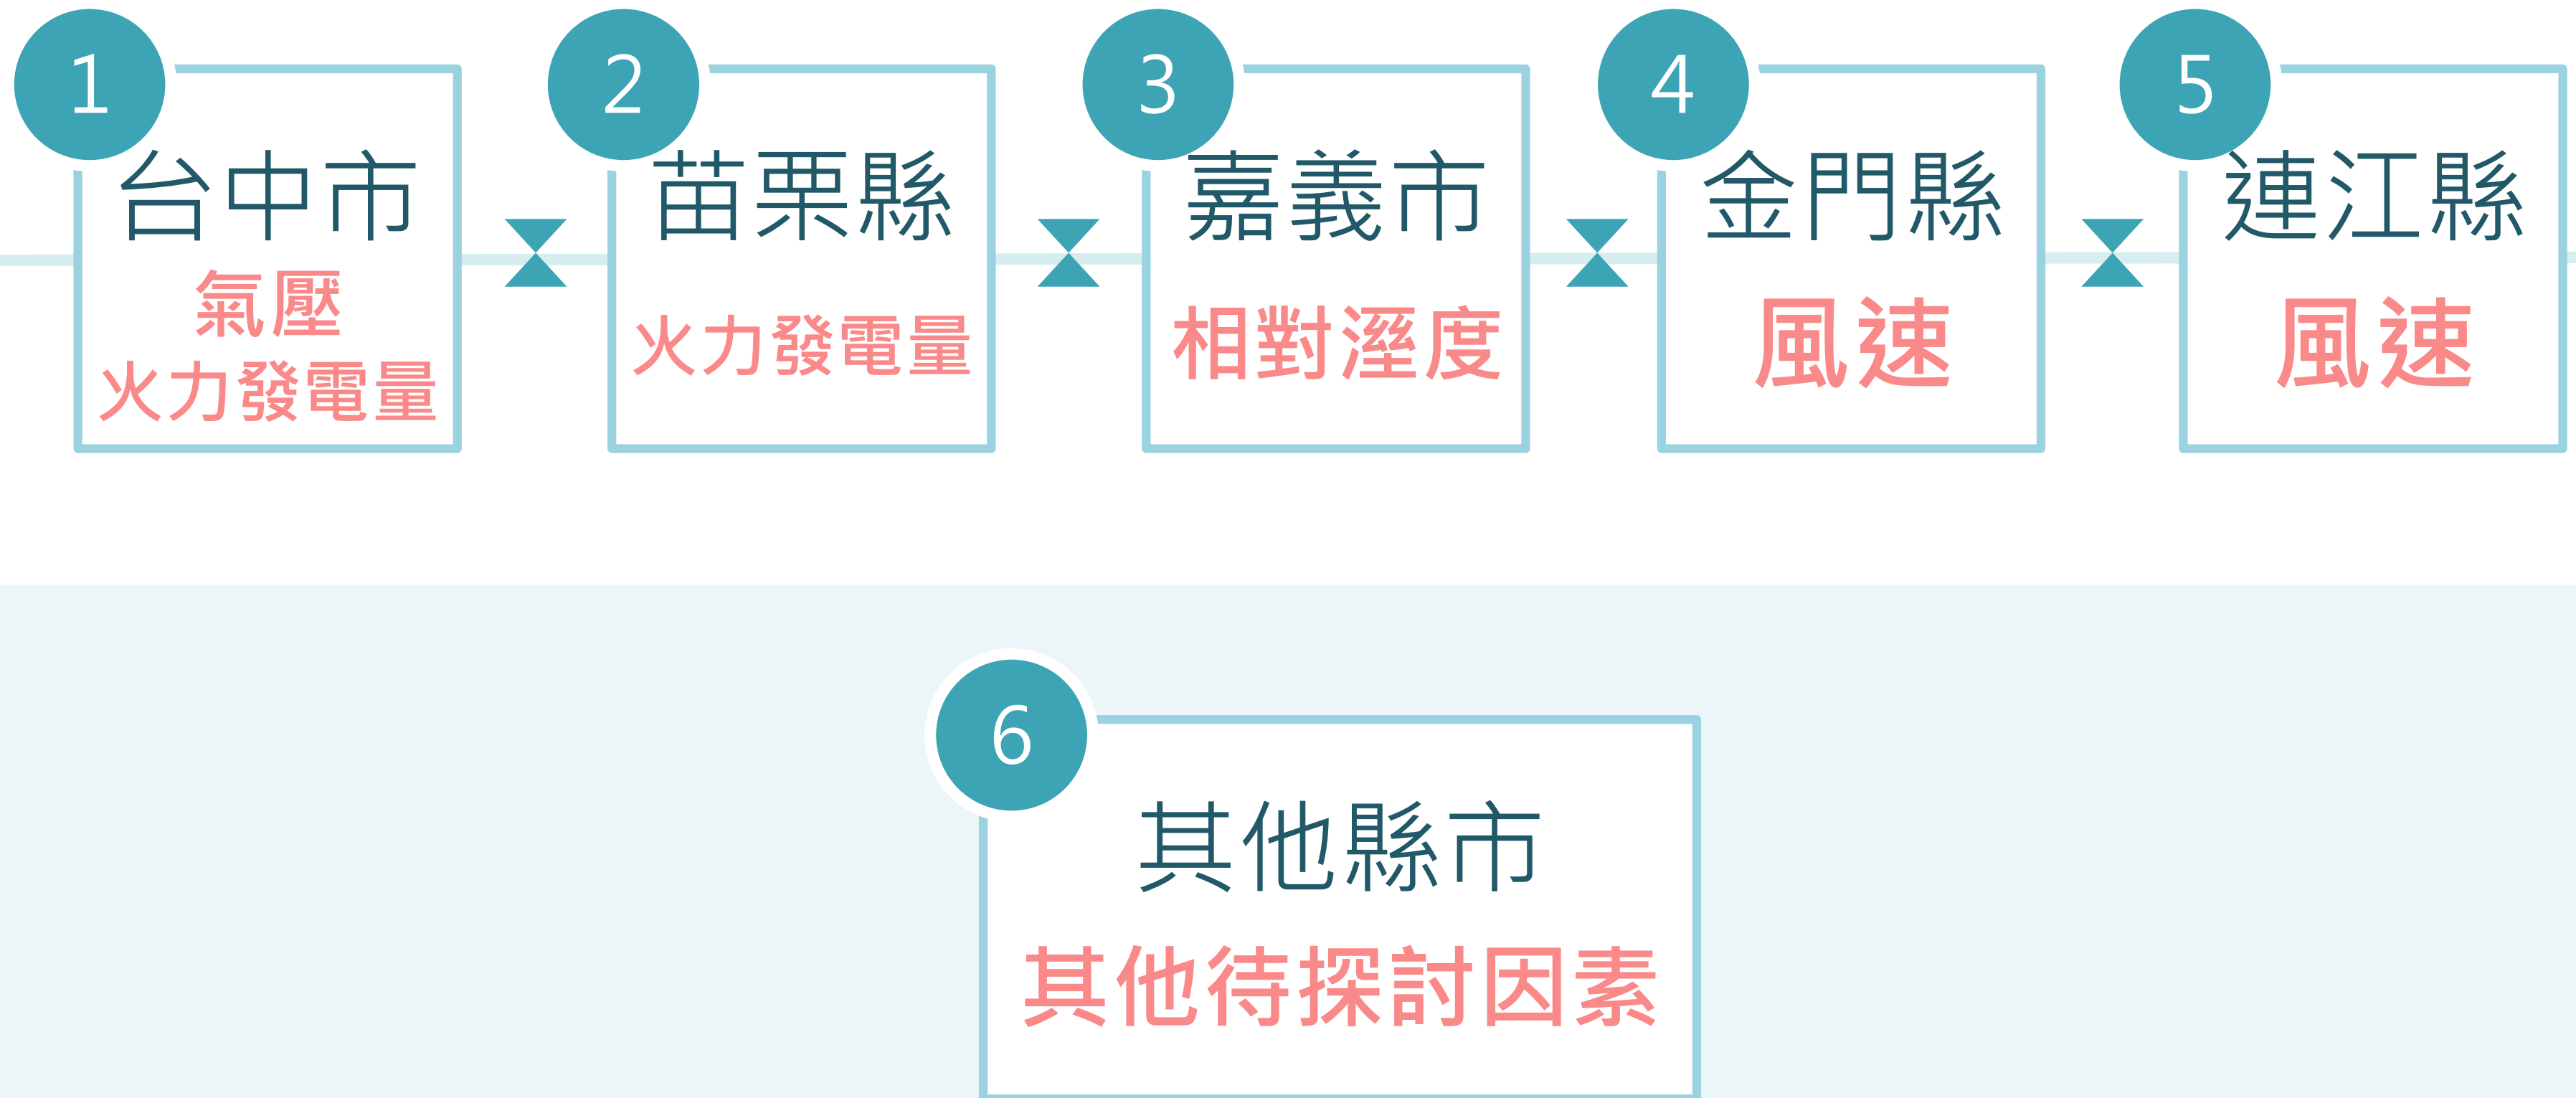 1
台中市
氣壓
火力發電量
2
苗栗縣
火力發電量
3
嘉義市
相對溼度
4
金門縣
風速
5
連江縣
風速
6
其他縣市
其他待探討因素